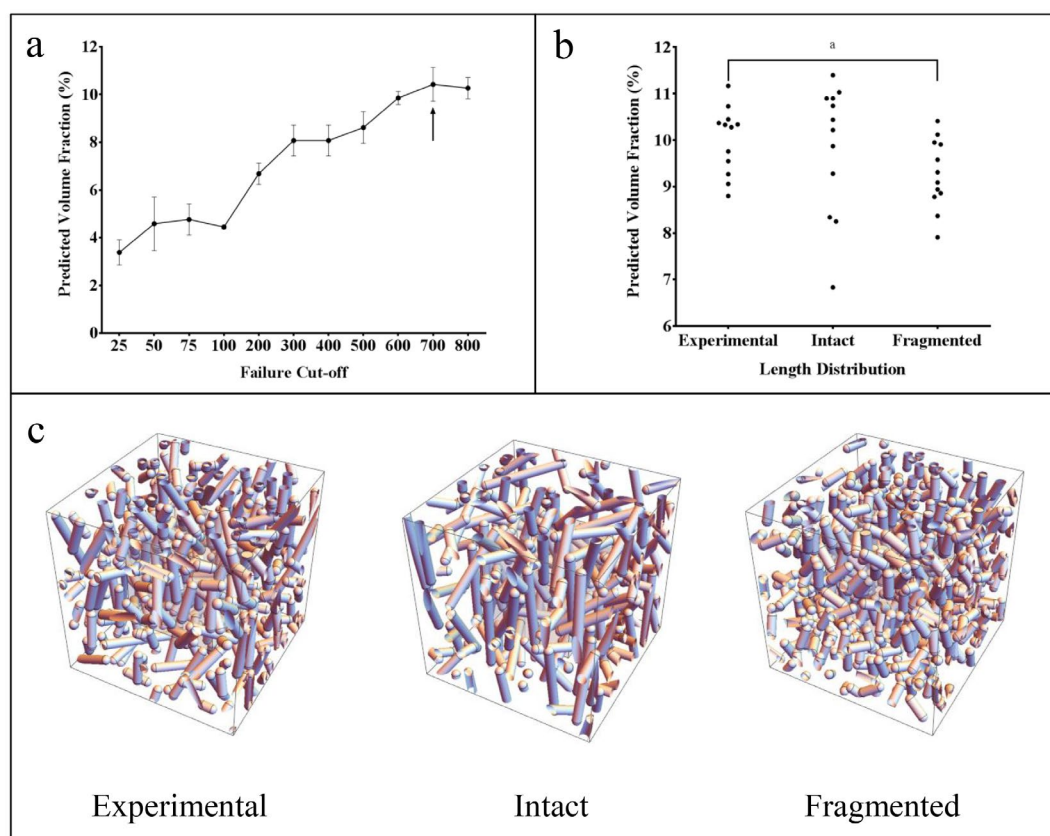 a
Predicted Volume Fraction (%)
12
10
8
6
4
2
0
25 50 75 100 200 300 400 500 600 700 800
Failure Cut-off
b
Predicted Volume Fraction (%)
a
12
11
10
9
8
7
6
Experimental Intact Fragmented
Length Distribution
c
Experimental Intact Fragmented